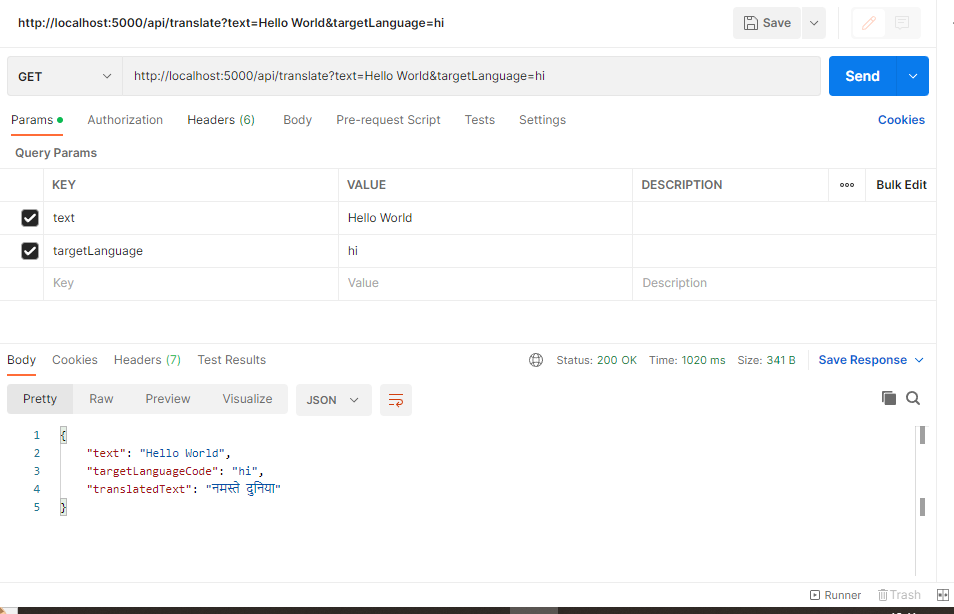 http://localhost:5000/api/translate?text=Hello World&targetLanguage=hi
Save
GET
http://localhost:5000/api/translate?text=Hello World&targetLanguage=hi
Send
Params Authorization Headers (6) Body Pre-request Script Tests Settings Cookies
Query Params
KEY VALUE DESCRIPTION Bulk Edit
text Hello World
targetLanguage hi
Key Value Description
Body Cookies Headers (7) Test Results Status: 200 OK Time: 1020 ms Size: 341 B Save Response
Pretty Raw Preview Visualize JSON
1 {
2 "text": "Hello World",
3 "targetLanguageCode": "hi",
4 "translatedText": "नमस्ते दुनिया"
5 }
Runner Trash